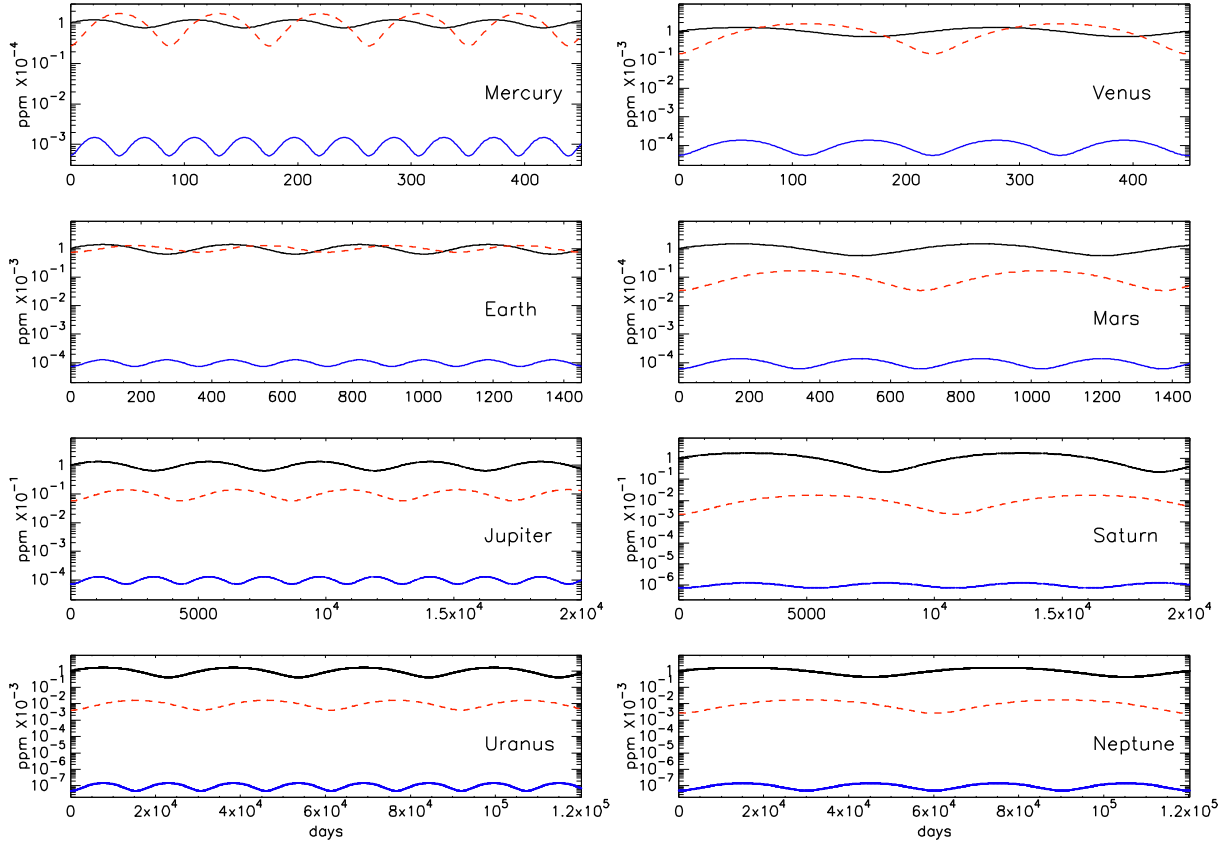 ppm X10⁻⁴
1
10⁻¹
10⁻²
10⁻³
Mercury
0 100 200 300 400
ppm X10⁻³
1
10⁻¹
10⁻²
10⁻³
10⁻⁴
Venus
0 100 200 300 400
ppm X10⁻³
1
10⁻¹
10⁻²
10⁻³
10⁻⁴
Earth
0 200 400 600 800 1000 1200 1400
ppm X10⁻⁴
1
10⁻¹
10⁻²
10⁻³
10⁻⁴
Mars
0 200 400 600 800 1000 1200 1400
ppm X10⁻¹
1
10⁻¹
10⁻²
10⁻³
10⁻⁴
Jupiter
0 5000 10⁴ 1.5x10⁴ 2x10⁴
ppm X10⁻¹
1
10⁻¹
10⁻²
10⁻³
10⁻⁴
10⁻⁵
10⁻⁶
Saturn
0 5000 10⁴ 1.5x10⁴ 2x10⁴
ppm X10⁻³
1
10⁻¹
10⁻²
10⁻³
10⁻⁴
10⁻⁵
10⁻⁶
10⁻⁷
Uranus
0 2x10⁴ 4x10⁴ 6x10⁴ 8x10⁴ 10⁵ 1.2x10⁵
days
ppm X10⁻³
1
10⁻¹
10⁻²
10⁻³
10⁻⁴
10⁻⁵
10⁻⁶
10⁻⁷
Neptune
0 2x10⁴ 4x10⁴ 6x10⁴ 8x10⁴ 10⁵ 1.2x10⁵
days